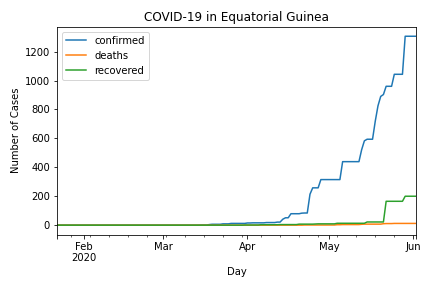 COVID-19 in Equatorial Guinea
confirmed
deaths
recovered
Number of Cases
1200
1000
800
600
400
200
0
Feb
2020
Mar
Apr
May
Jun
Day